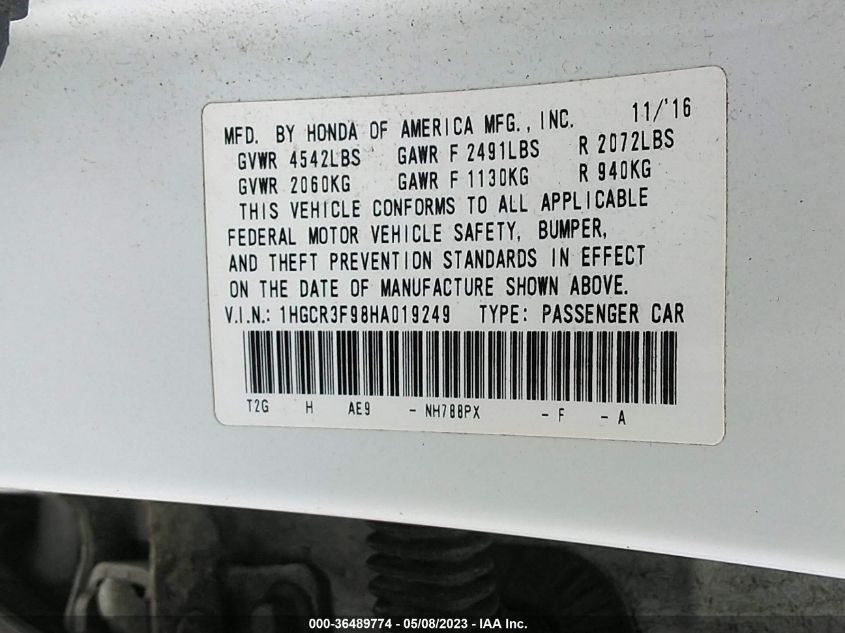 MFD. BY HONDA OF AMERICA MFG., INC. 11/'16
GVWR 4542LBS GAWR F 2491LBS R 2072LBS
GVWR 2060KG GAWR F 1130KG R 940KG
THIS VEHICLE CONFORMS TO ALL APPLICABLE
FEDERAL MOTOR VEHICLE SAFETY, BUMPER,
AND THEFT PREVENTION STANDARDS IN EFFECT
ON THE DATE OF MANUFACTURE SHOWN ABOVE.
V.I.N.: 1HGCR3F98HA019249 TYPE: PASSENGER CAR
T2G H AE9 - NH788PX - F - A
000-36489774 - 05/08/2023 - IAA Inc.